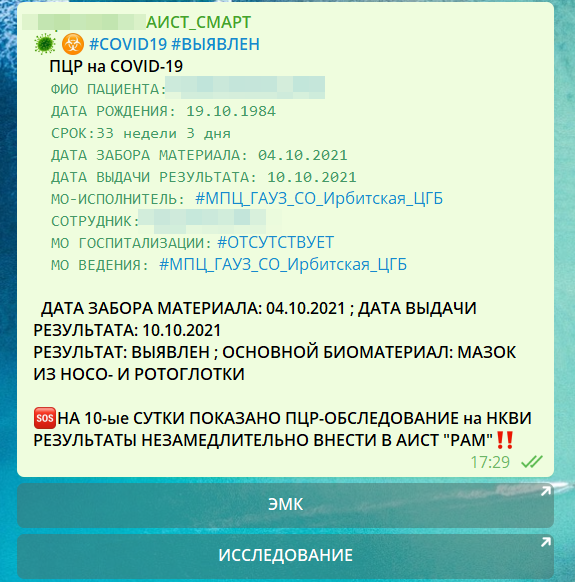 АИСТ_СМАРТ
#COVID19 #ВЫЯВЛЕН
ПЦР на COVID-19
ФИО ПАЦИЕНТА:
ДАТА РОЖДЕНИЯ: 19.10.1984
СРОК:33 недели 3 дня
ДАТА ЗАБОРА МАТЕРИАЛА: 04.10.2021
ДАТА ВЫДАЧИ РЕЗУЛЬТАТА: 10.10.2021
МО-ИСПОЛНИТЕЛЬ: #МПЦ_ГАУЗ_СО_Ирбитская_ЦГБ
СОТРУДНИК:
МО ГОСПИТАЛИЗАЦИИ: #ОТСУТСТВУЕТ
МО ВЕДЕНИЯ: #МПЦ_ГАУЗ_СО_Ирбитская_ЦГБ
ДАТА ЗАБОРА МАТЕРИАЛА: 04.10.2021 ; ДАТА ВЫДАЧИ
РЕЗУЛЬТАТА: 10.10.2021
РЕЗУЛЬТАТ: ВЫЯВЛЕН ; ОСНОВНОЙ БИОМАТЕРИАЛ: МАЗОК
ИЗ НОСО- И РОТОГЛОТКИ
🆘НА 10-ые СУТКИ ПОКАЗАНО ПЦР-ОБСЛЕДОВАНИЕ на НКВИ
РЕЗУЛЬТАТЫ НЕЗАМЕДЛИТЕЛЬНО ВНЕСТИ В АИСТ "РАМ"‼️
17:29
ЭМК
ИССЛЕДОВАНИЕ